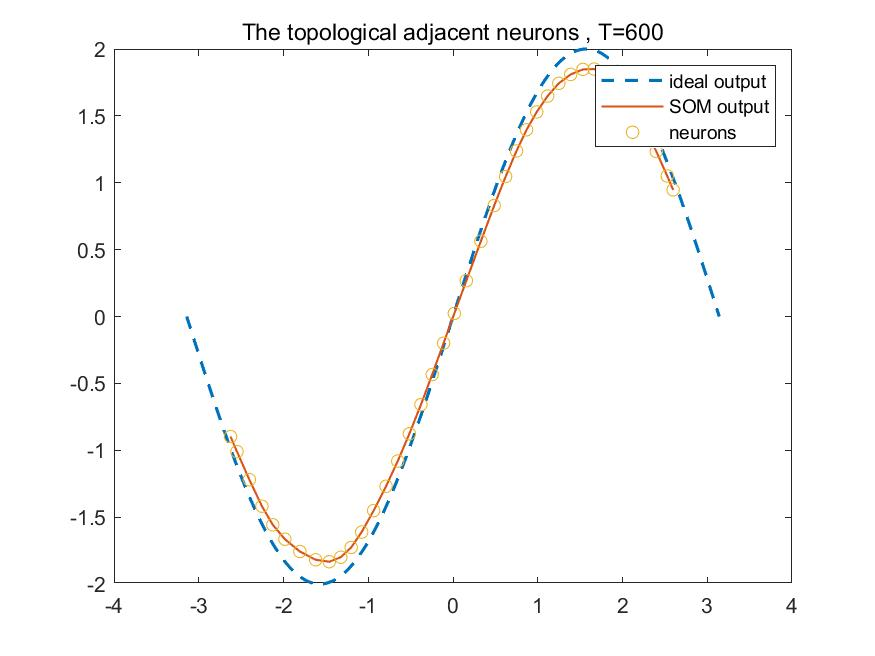 The topological adjacent neurons , T=600
2
1.5
1
0.5
0
-0.5
-1
-1.5
-2
ideal output
SOM output
neurons
-4 -3 -2 -1 0 1 2 3 4